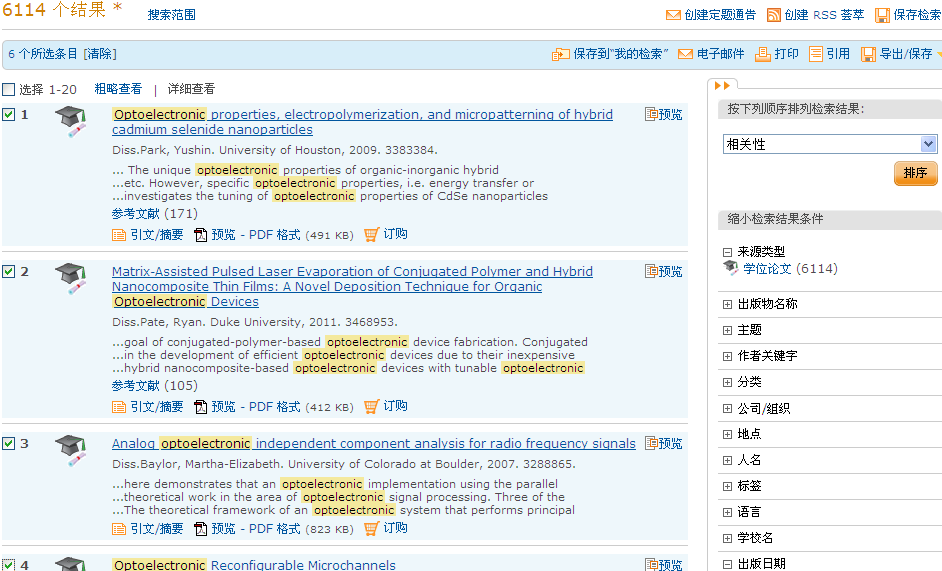 6114 个结果 *
搜索范围
创建定题通告 创建 RSS 荟萃 保存检索
6 个所选条目 [清除]
保存到“我的检索” 电子邮件 打印 引用 导出/保存
选择 1-20 粗略查看 | 详细查看
1 Optoelectronic properties, electropolymerization, and micropatterning of hybrid
cadmium selenide nanoparticles
预览
Diss.Park, Yushin. University of Houston, 2009. 3383384.
... The unique optoelectronic properties of organic-inorganic hybrid
...etc. However, specific optoelectronic properties, i.e. energy transfer or
...investigates the tuning of optoelectronic properties of CdSe nanoparticles
参考文献 (171)
引文/摘要 预览 - PDF 格式 (491 KB) 订购
2 Matrix-Assisted Pulsed Laser Evaporation of Conjugated Polymer and Hybrid
Nanocomposite Thin Films: A Novel Deposition Technique for Organic
Optoelectronic Devices
预览
Diss.Pate, Ryan. Duke University, 2011. 3468953.
...goal of conjugated-polymer-based optoelectronic device fabrication. Conjugated
...in the development of efficient optoelectronic devices due to their inexpensive
...hybrid nanocomposite-based optoelectronic devices with tunable optoelectronic
参考文献 (105)
引文/摘要 预览 - PDF 格式 (412 KB) 订购
3 Analog optoelectronic independent component analysis for radio frequency signals
预览
Diss.Baylor, Martha-Elizabeth. University of Colorado at Boulder, 2007. 3288865.
...here demonstrates that an optoelectronic implementation using the parallel
...theoretical work in the area of optoelectronic signal processing. Three of the
...The theoretical framework of an optoelectronic system that performs principal
引文/摘要 预览 - PDF 格式 (823 KB) 订购
4 Optoelectronic Reconfigurable Microchannels
预览
按下列顺序排列检索结果:
相关性
排序
缩小检索结果条件
来源类型
学位论文 (6114)
出版物名称
主题
作者关键字
分类
公司/组织
地点
人名
标签
语言
学校名
出版日期